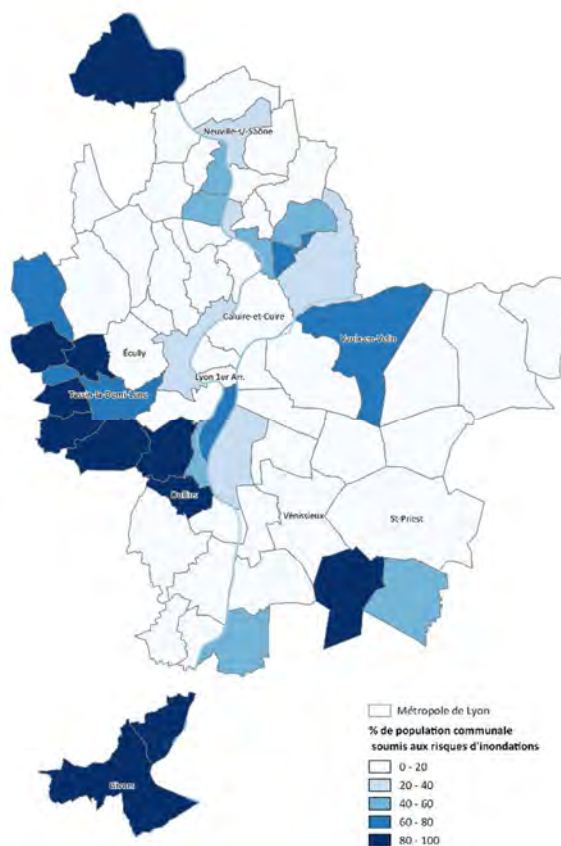 Neuville-s/-Saône
Caluire-et-Cuire
Vaulx-en-Velin
Écully
Lyon 1er Arr.
Tassin-la-Demi-Lune
Oullins
Vénissieux
St-Priest
Givors
Métropole de Lyon
% de population communale
soumis aux risques d'inondations
0 - 20
20 - 40
40 - 60
60 - 80
80 - 100